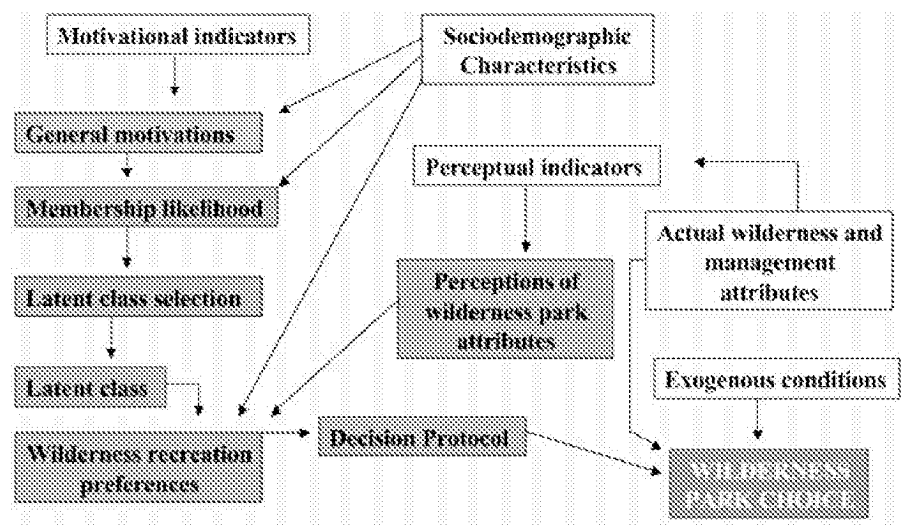 Motivational indicators
Sociodemographic
Characteristics
General motivations
Perceptual indicators
Membership likelihood
Actual wilderness and
management
attributes
Latent class selection
Perceptions of
wilderness park
attributes
Latent class
Exogenous conditions
Wilderness recreation
preferences
Decision Protocol
WILDERNESS
PARK CHOICE